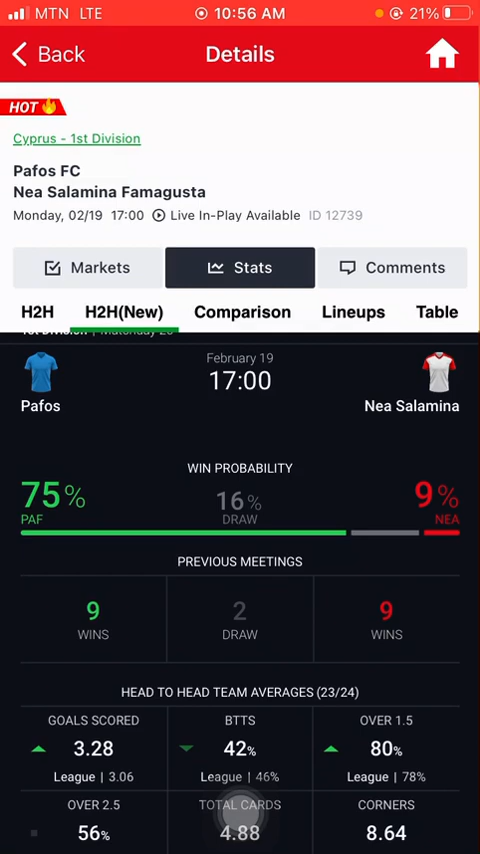 MTN LTE 10:56 AM 21%
Back Details
HOT
Cyprus - 1st Division
Pafos FC
Nea Salamina Famagusta
Monday, 02/19 17:00 Live In-Play Available ID 12739
Markets Stats Comments
H2H H2H(New) Comparison Lineups Table
February 19
17:00
Pafos Nea Salamina
WIN PROBABILITY
75% 16% 9%
PAF DRAW NEA
PREVIOUS MEETINGS
9 2 9
WINS DRAW WINS
HEAD TO HEAD TEAM AVERAGES (23/24)
GOALS SCORED BTTS OVER 1.5
3.28 42% 80%
League | 3.06 League | 46% League | 78%
OVER 2.5 TOTAL CARDS CORNERS
56% 4.88 8.64